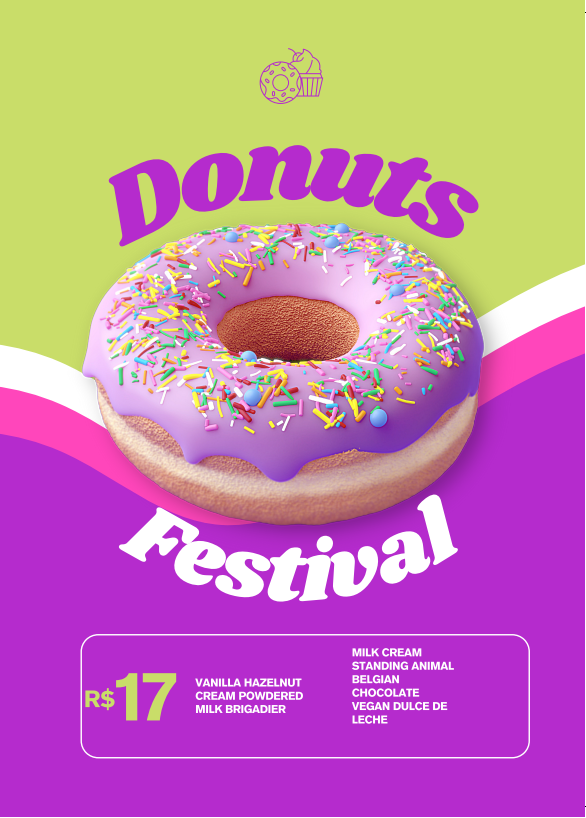 Donuts
Festival
R$17
VANILLA HAZELNUT
CREAM POWDERED
MILK BRIGADIER
MILK CREAM
STANDING ANIMAL
BELGIAN
CHOCOLATE
VEGAN DULCE DE
LECHE